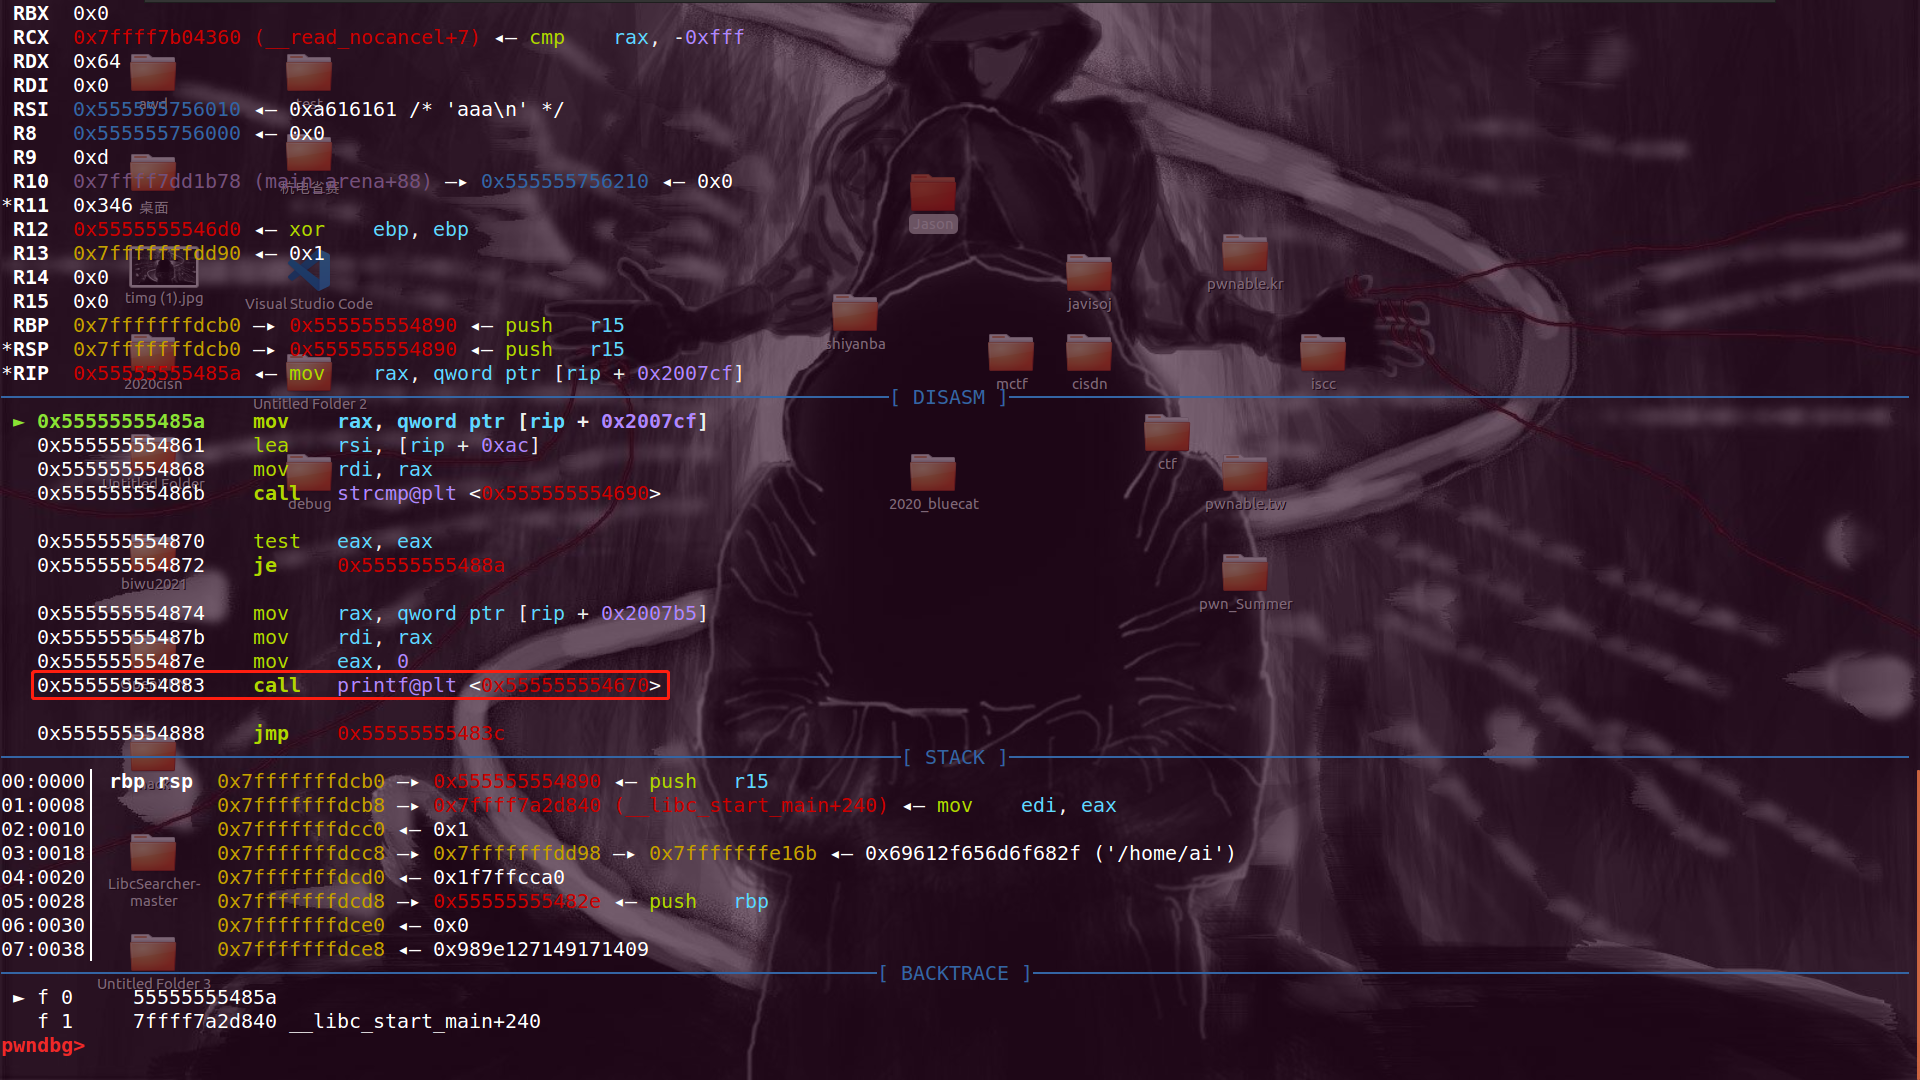 RBX  0x0
RCX  0x7ffff7b04360 (__read_nocancel+7) ◂— cmp    rax, -0xfff
RDX  0x64
RDI  0x0
RSI  0x555555756010 ◂— 0xa616161 /* 'aaa\n' */
R8   0x555555756000 ◂— 0x0
R9   0xd
R10  0x7ffff7dd1b78 (main_arena+88) —▸ 0x555555756210 ◂— 0x0
*R11  0x346
R12  0x5555555546d0 ◂— xor    ebp, ebp
R13  0x7fffffffdd90 ◂— 0x1
R14  0x0
R15  0x0
RBP  0x7fffffffdcb0 —▸ 0x555555554890 ◂— push   r15
*RSP  0x7fffffffdcb0 —▸ 0x555555554890 ◂— push   r15
*RIP  0x55555555485a ◂— mov    rax, qword ptr [rip + 0x2007cf]
[ DISASM ]
► 0x55555555485a    mov    rax, qword ptr [rip + 0x2007cf]
0x555555554861    lea    rsi, [rip + 0xac]
0x555555554868    mov    rdi, rax
0x55555555486b    call   strcmp@plt <0x555555554690>
0x555555554870    test   eax, eax
0x555555554872    je     0x55555555488a
0x555555554874    mov    rax, qword ptr [rip + 0x2007b5]
0x55555555487b    mov    rdi, rax
0x55555555487e    mov    eax, 0
0x555555554883    call   printf@plt <0x555555554670>
0x555555554888    jmp    0x55555555483c
[ STACK ]
00:0000│ rbp rsp  0x7fffffffdcb0 —▸ 0x555555554890 ◂— push   r15
01:0008│          0x7fffffffdcb8 —▸ 0x7ffff7a2d840 (__libc_start_main+240) ◂— mov    edi, eax
02:0010│          0x7fffffffdcc0 ◂— 0x1
03:0018│          0x7fffffffdcc8 —▸ 0x7fffffffdd98 —▸ 0x7fffffffe16b ◂— 0x69612f656d6f682f ('/home/ai')
04:0020│          0x7fffffffdcd0 ◂— 0x1f7ffcca0
05:0028│          0x7fffffffdcd8 —▸ 0x55555555482e ◂— push   rbp
06:0030│          0x7fffffffdce0 ◂— 0x0
07:0038│          0x7fffffffdce8 ◂— 0x989e127149171409
[ BACKTRACE ]
► f 0     55555555485a
f 1     7ffff7a2d840 __libc_start_main+240
pwndbg>
awd
test
杭电省赛
桌面
Jason
timg (1).jpg
Visual Studio Code
pwnable.kr
javisoj
shiyanba
2020cisn
mctf
cisdn
iscc
Untitled Folder 2
ctf
Untitled Folder
debug
2020_bluecat
pwnable.tw
biwu2021
pwn_Summer
LibcSearcher-
master
Untitled Folder 3